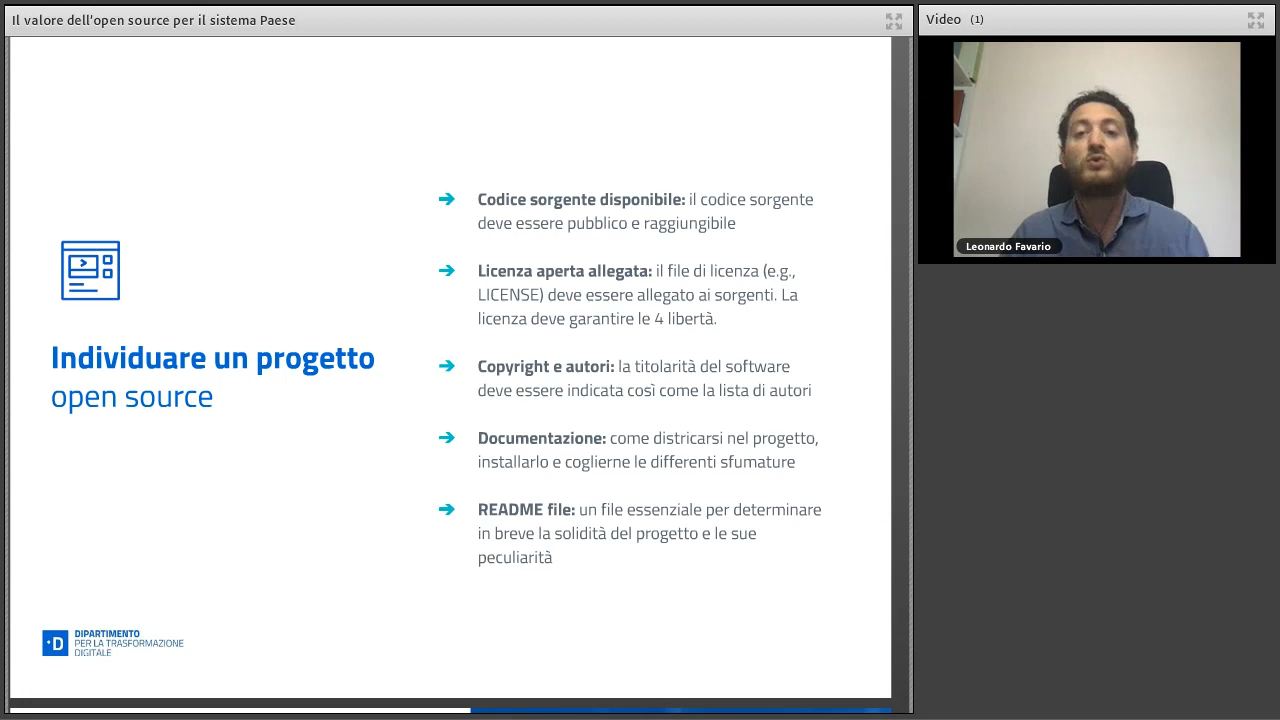 Il valore dell'open source per il sistema Paese
Individuare un progetto
open source
Codice sorgente disponibile: il codice sorgente
deve essere pubblico e raggiungibile
Licenza aperta allegata: il file di licenza (e.g.,
LICENSE) deve essere allegato ai sorgenti. La
licenza deve garantire le 4 libertà.
Copyright e autori: la titolarità del software
deve essere indicata così come la lista di autori
Documentazione: come districarsi nel progetto,
installarlo e coglierne le differenti sfumature
README file: un file essenziale per determinare
in breve la solidità del progetto e le sue
peculiarità
D
DIPARTIMENTO
PER LA TRASFORMAZIONE
DIGITALE
Video (1)
Leonardo Favario